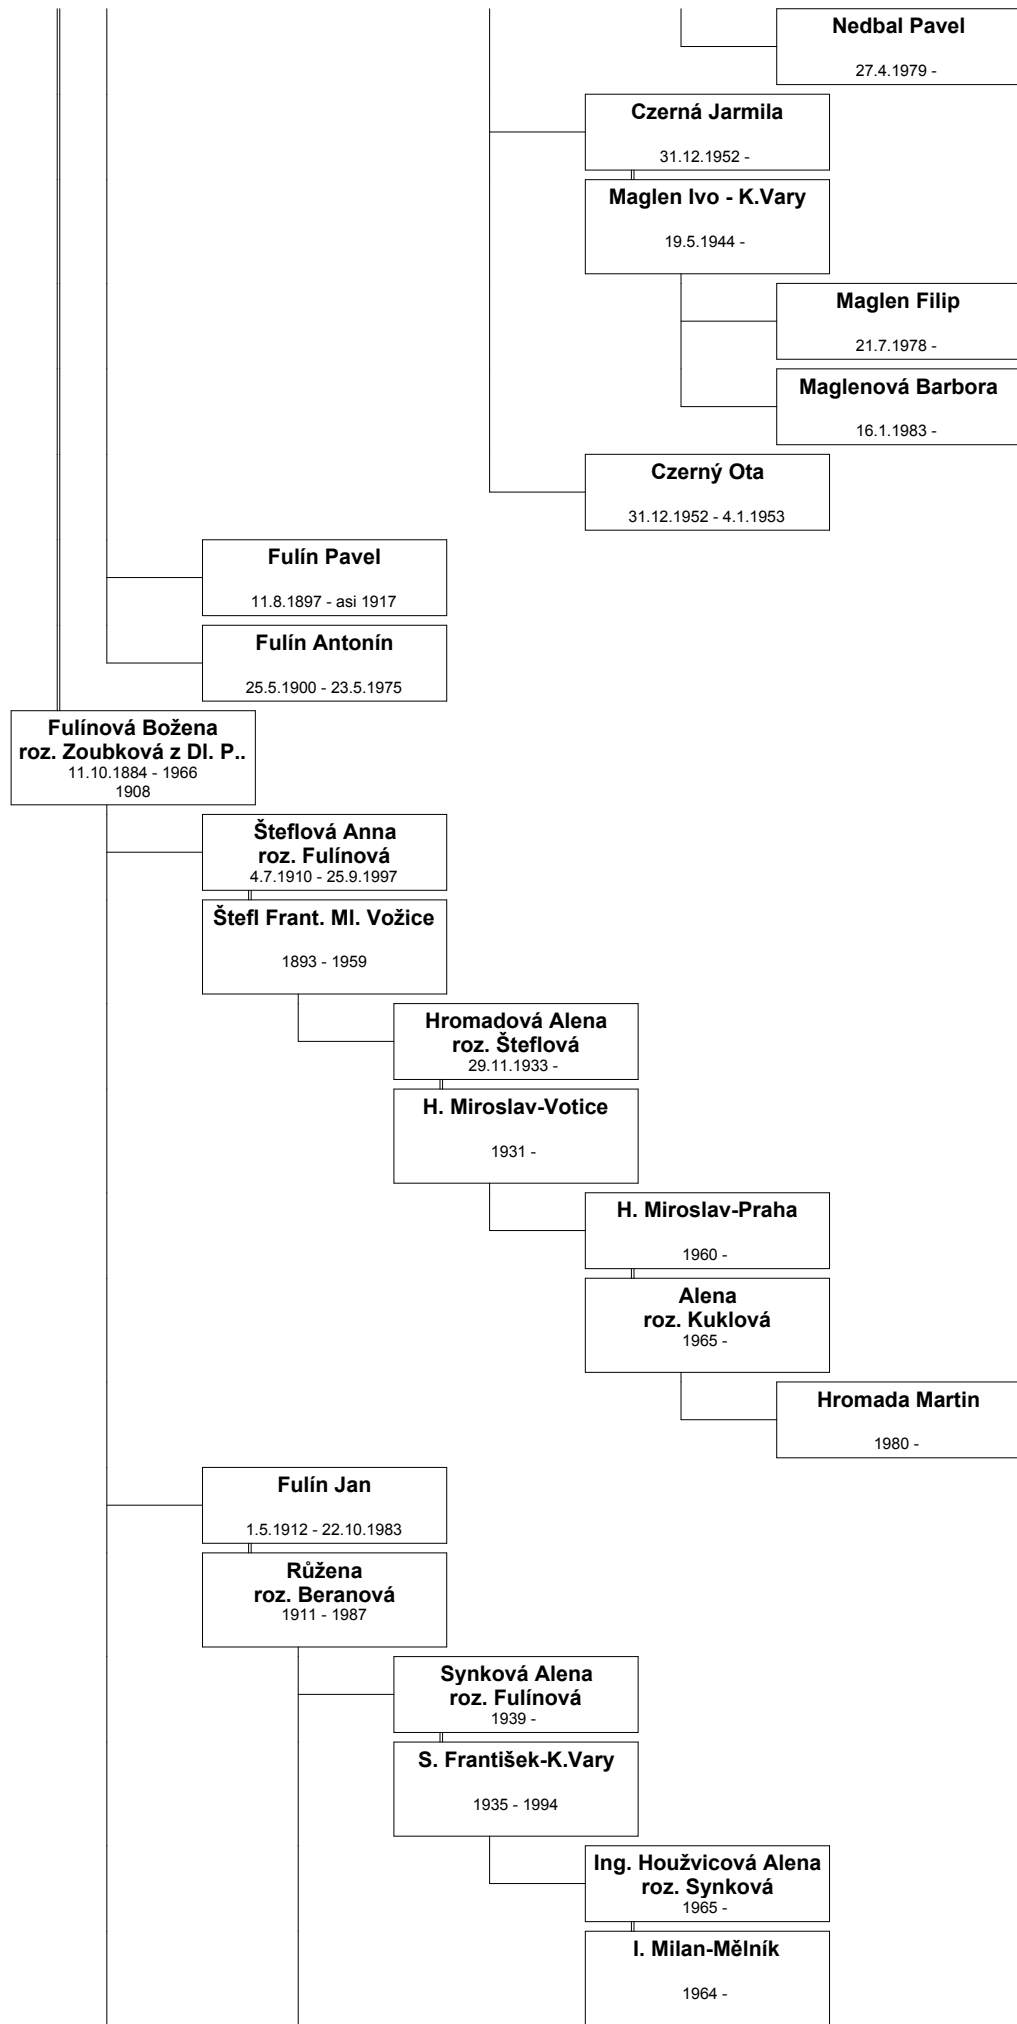 Nedbal Pavel
27.4.1979 -
Czerná Jarmila
31.12.1952 -
Maglen Ivo - K.Vary
19.5.1944 -
Maglen Filip
21.7.1978 -
Maglenová Barbora
16.1.1983 -
Czerný Ota
31.12.1952 - 4.1.1953
Fulín Pavel
11.8.1897 - asi 1917
Fulín Antonín
25.5.1900 - 23.5.1975
Fulínová Božena
roz. Zoubková z Dl. P..
11.10.1884 - 1966
1908
Šteflová Anna
roz. Fulínová
4.7.1910 - 25.9.1997
Štefl Frant. Ml. Vožice
1893 - 1959
Hromadová Alena
roz. Šteflová
29.11.1933 -
H. Miroslav-Votice
1931 -
H. Miroslav-Praha
1960 -
Alena
roz. Kuklová
1965 -
Hromada Martin
1980 -
Fulín Jan
1.5.1912 - 22.10.1983
Růžena
roz. Beranová
1911 - 1987
Synková Alena
roz. Fulínová
1939 -
S. František-K.Vary
1935 - 1994
Ing. Houžvicová Alena
roz. Synková
1965 -
I. Milan-Mělník
1964 -